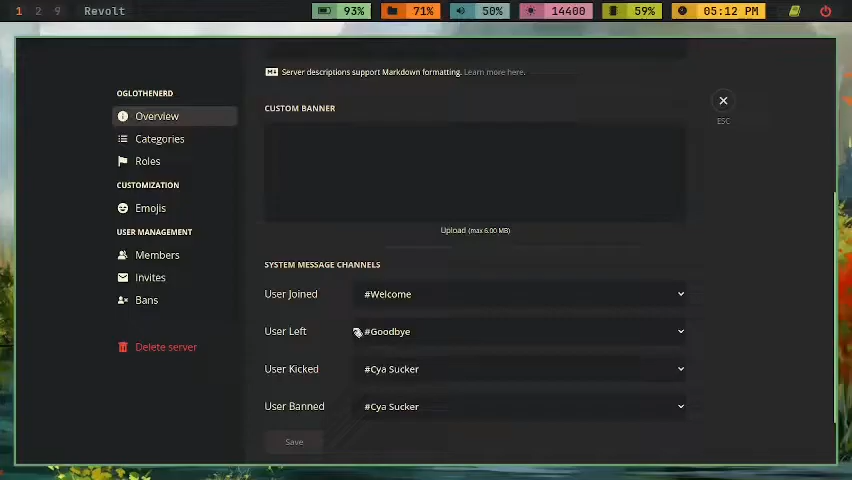 1 2 9 Revolt 93% 71% 50% 14400 59% 05:12 PM
Server descriptions support Markdown formatting. Learn more here.
OGLOTHENERD
Overview
Categories
Roles
CUSTOMIZATION
Emojis
USER MANAGEMENT
Members
Invites
Bans
Delete server
CUSTOM BANNER
Upload (max 6.00 MB)
SYSTEM MESSAGE CHANNELS
User Joined #Welcome
User Left #Goodbye
User Kicked #Cya Sucker
User Banned #Cya Sucker
Save
ESC